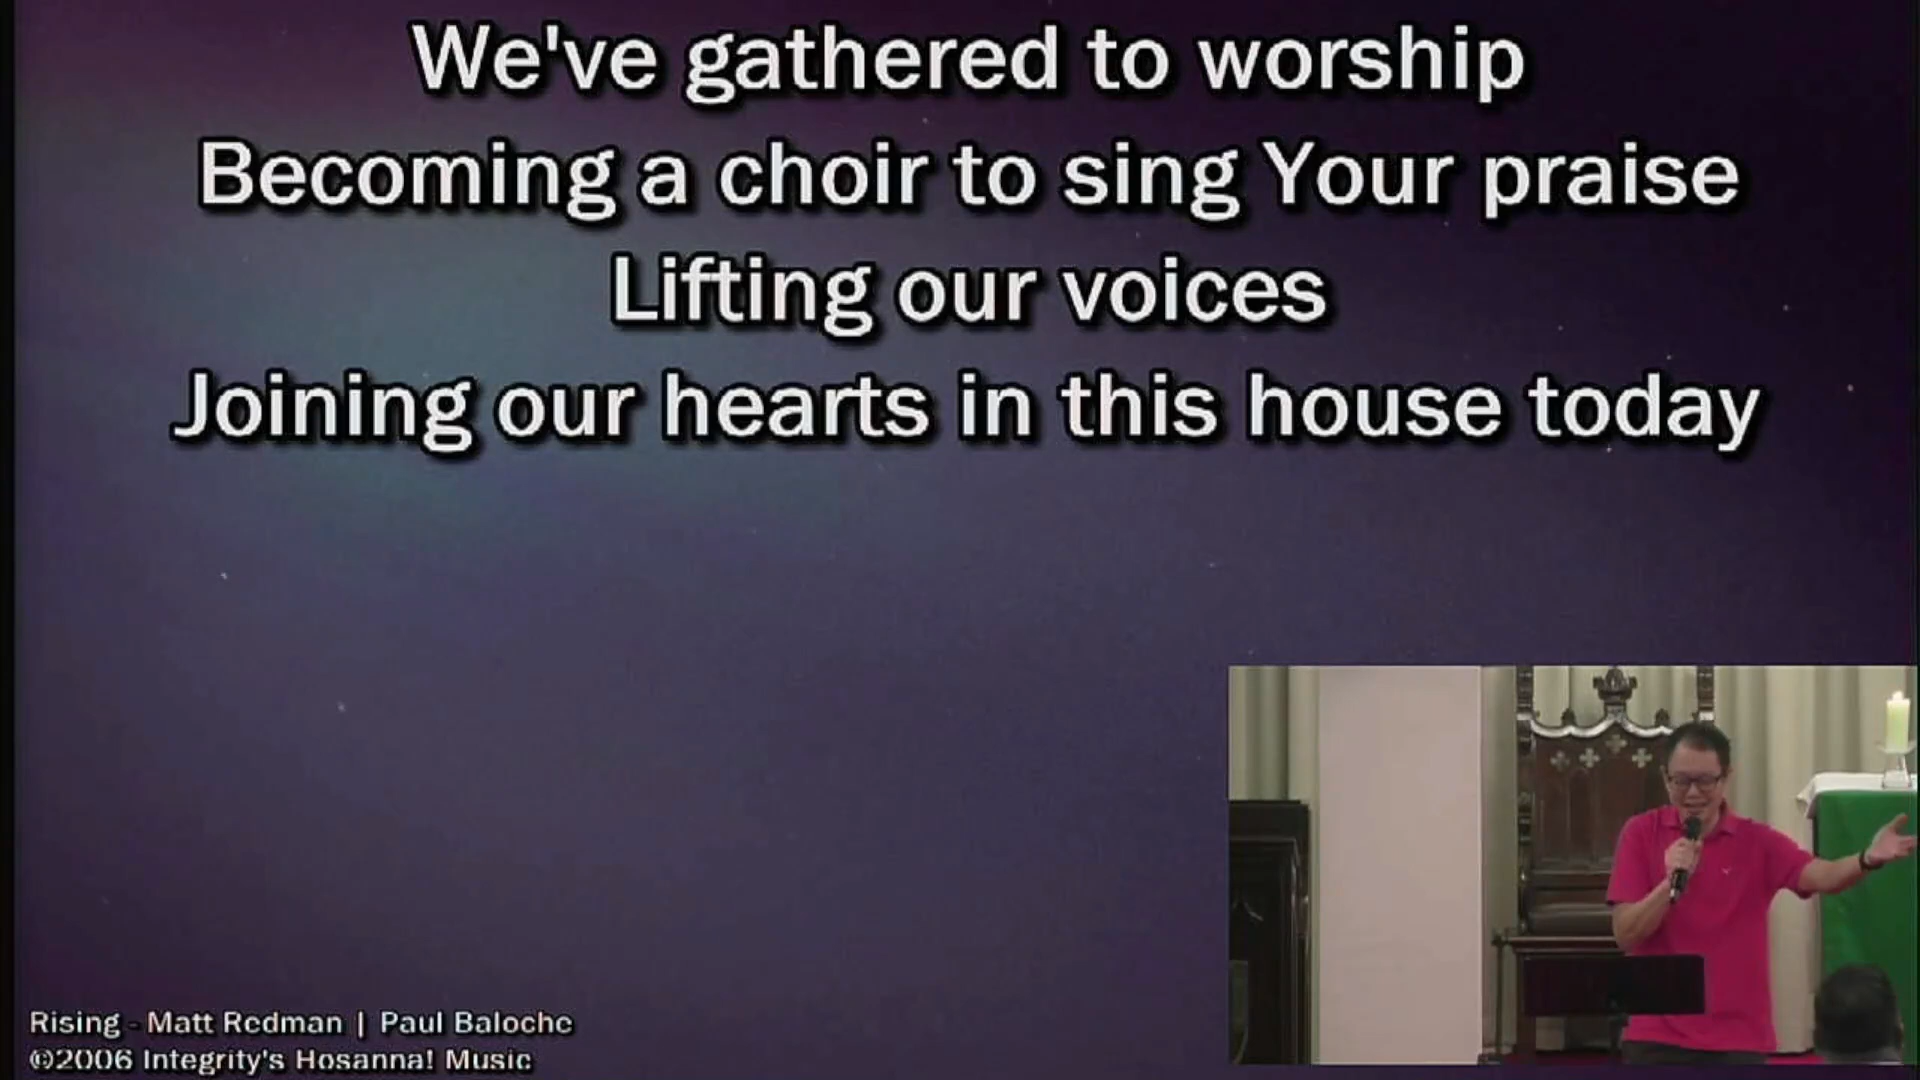 We've gathered to worship
Becoming a choir to sing Your praise
Lifting our voices
Joining our hearts in this house today
Rising - Matt Redman | Paul Baloche
©2006 Integrity's Hosanna! Music